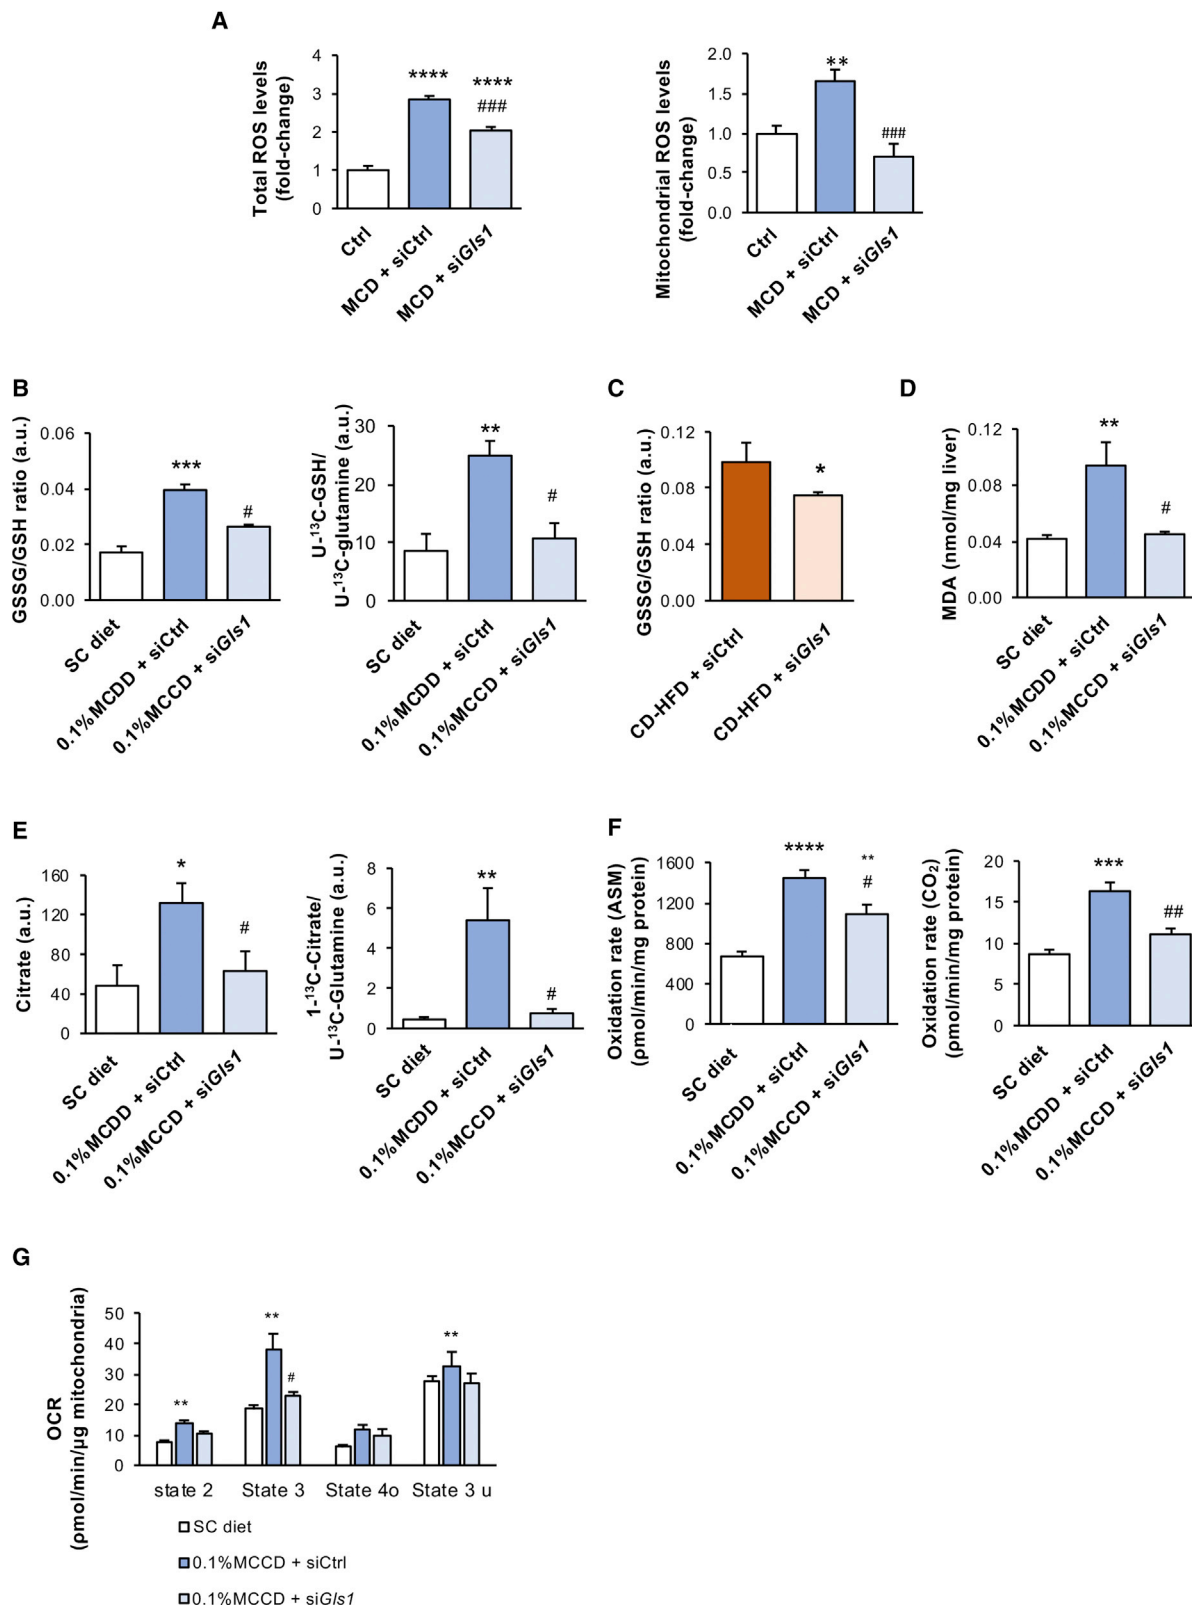 A
Total ROS levels
(fold-change)
4
3
2
1
0
****
****
###
Ctrl
MCD + siCtrl
MCD + siGls1
Mitochondrial ROS levels
(fold-change)
2.0
1.5
1.0
0.5
0.0
**
###
Ctrl
MCD + siCtrl
MCD + siGls1
B
GSSG/GSH ratio (a.u.)
0.06
0.04
0.02
0.00
***
#
SC diet
0.1%MCDD + siCtrl
0.1%MCCD + siGls1
U-¹³C-GSH/
U-¹³C-glutamine (a.u.)
30
20
10
0
**
#
SC diet
0.1%MCDD + siCtrl
0.1%MCCD + siGls1
C
GSSG/GSH ratio (a.u.)
0.12
0.08
0.04
0.00
*
CD-HFD + siCtrl
CD-HFD + siGls1
D
MDA (nmol/mg liver)
0.12
0.08
0.04
0.00
**
#
SC diet
0.1%MCDD + siCtrl
0.1%MCCD + siGls1
E
Citrate (a.u.)
160
120
80
40
0
*
#
SC diet
0.1%MCDD + siCtrl
0.1%MCCD + siGls1
1-¹³C-Citrate/
U-¹³C-Glutamine (a.u.)
8
6
4
2
0
**
#
SC diet
0.1%MCDD + siCtrl
0.1%MCCD + siGls1
F
Oxidation rate (ASM)
(ρmol/min/mg protein)
1600
1200
800
400
0
****
**
#
SC diet
0.1%MCDD + siCtrl
0.1%MCCD + siGls1
Oxidation rate (CO₂)
(ρmol/min/mg protein)
20
15
10
5
0
***
##
SC diet
0.1%MCDD + siCtrl
0.1%MCCD + siGls1
G
OCR
(ρmol/min/µg mitochondria)
50
40
30
20
10
0
**
**
#
**
state 2
State 3
State 4o
State 3 u
SC diet
0.1%MCCD + siCtrl
0.1%MCCD + siGls1